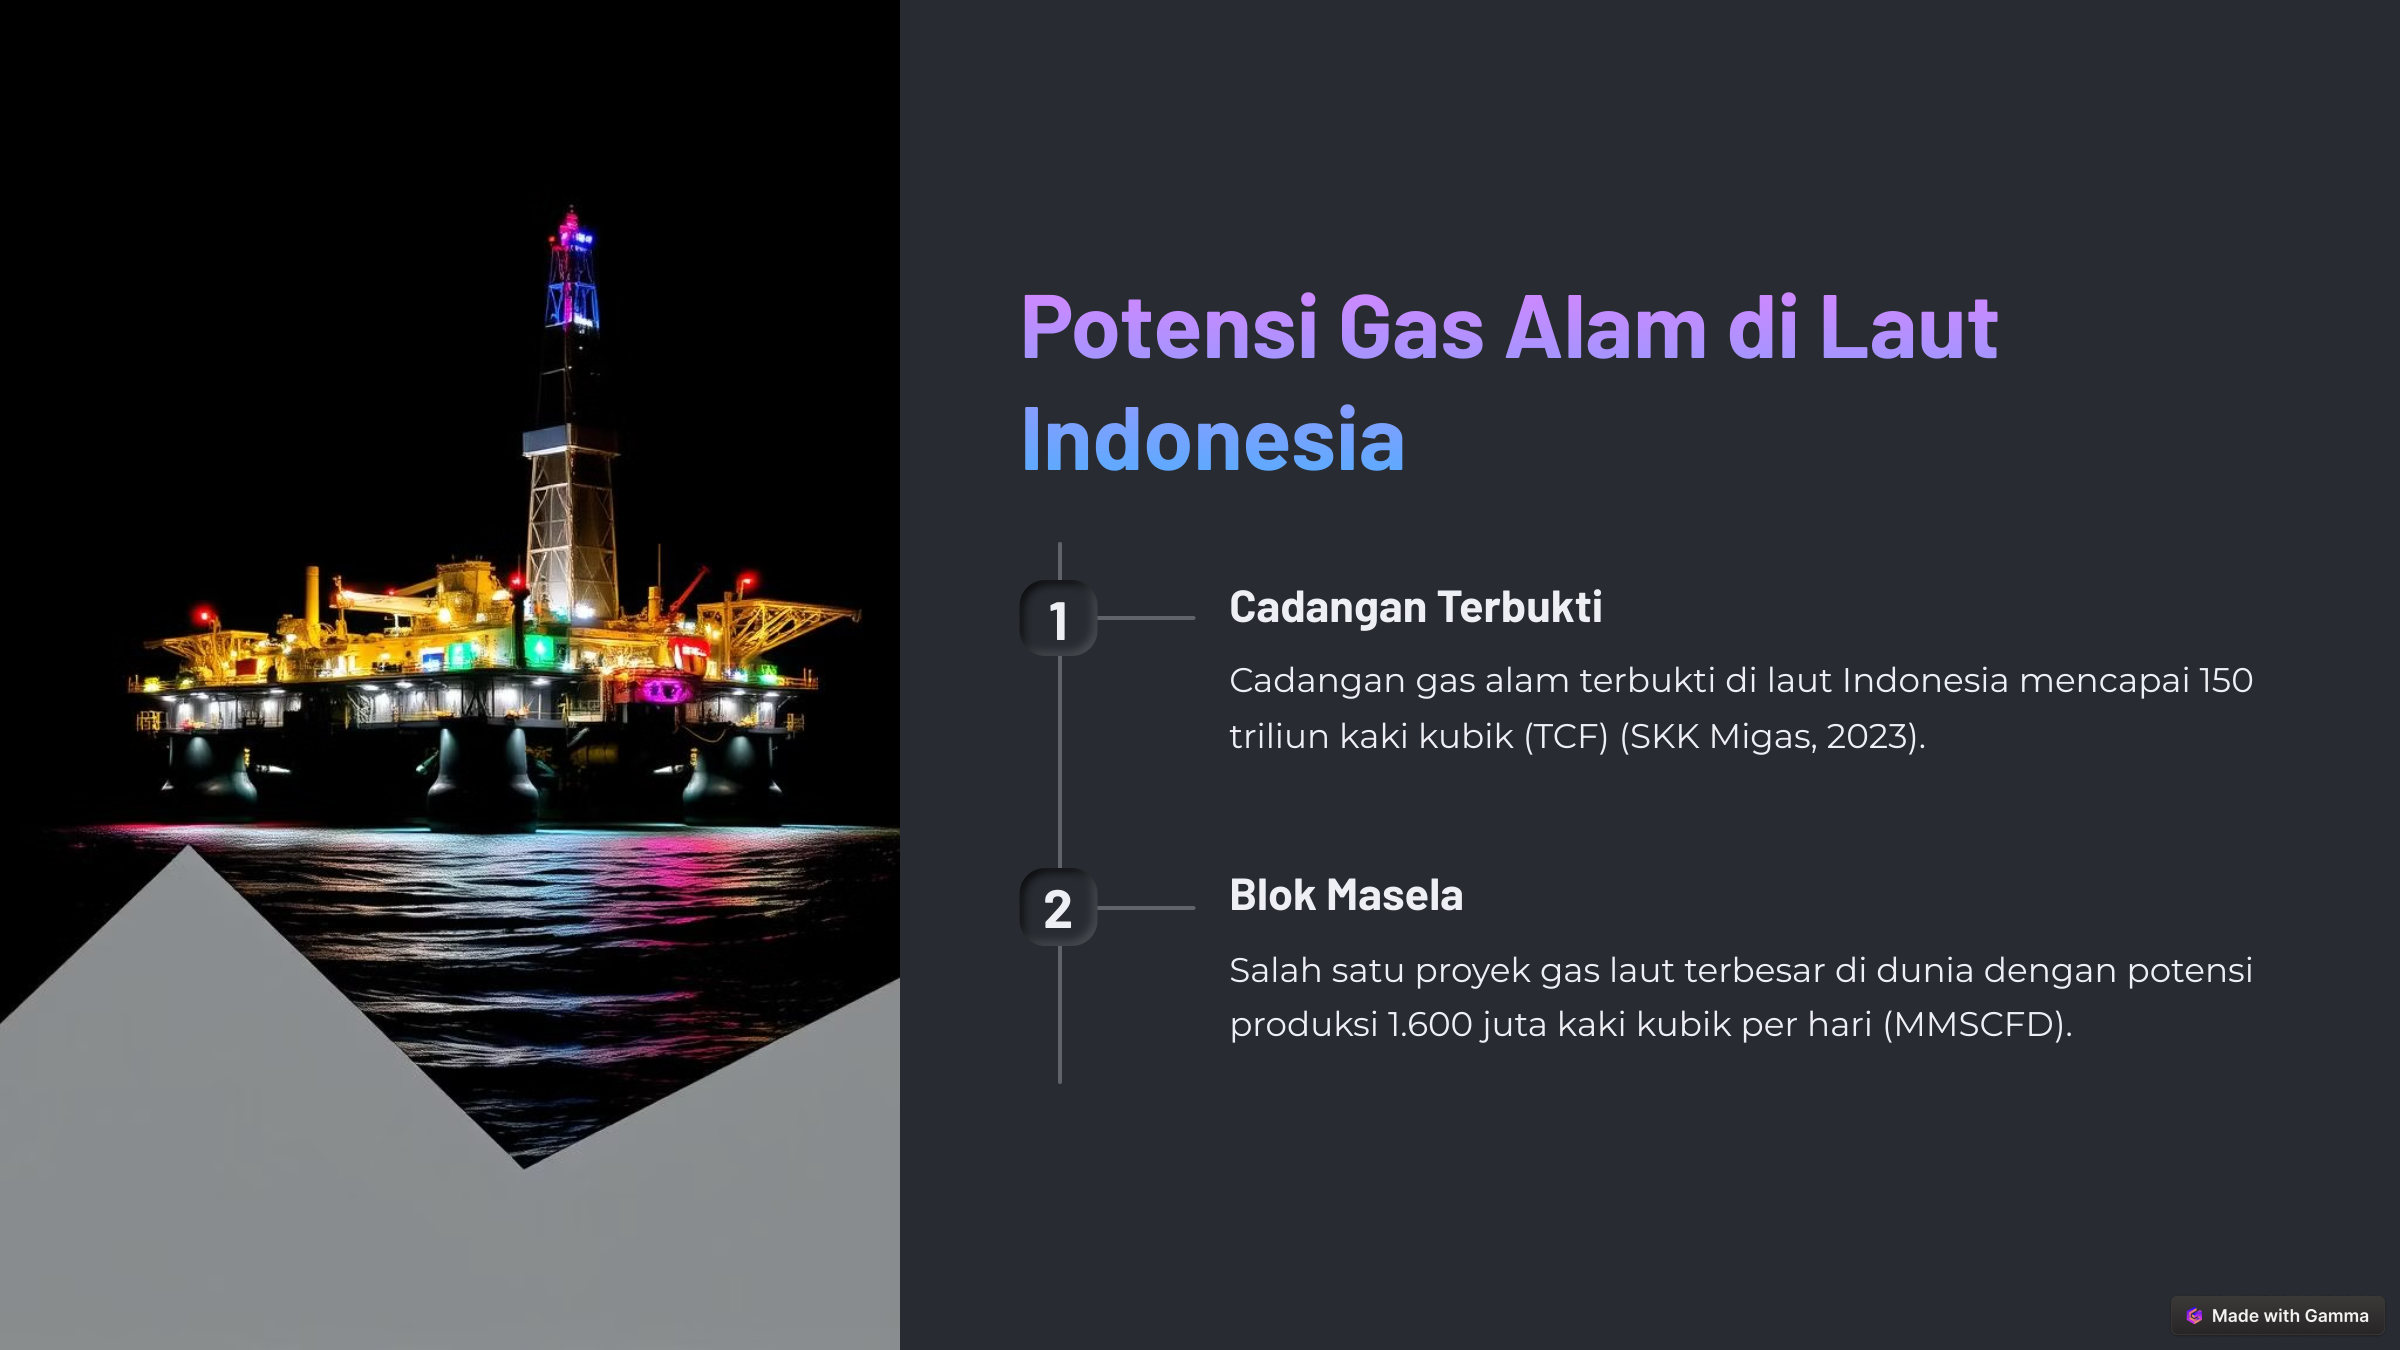 Potensi Gas Alam di Laut
Indonesia
1
Cadangan Terbukti
Cadangan gas alam terbukti di laut Indonesia mencapai 150
triliun kaki kubik (TCF) (SKK Migas, 2023).
2
Blok Masela
Salah satu proyek gas laut terbesar di dunia dengan potensi
produksi 1.600 juta kaki kubik per hari (MMSCFD).
Made with Gamma